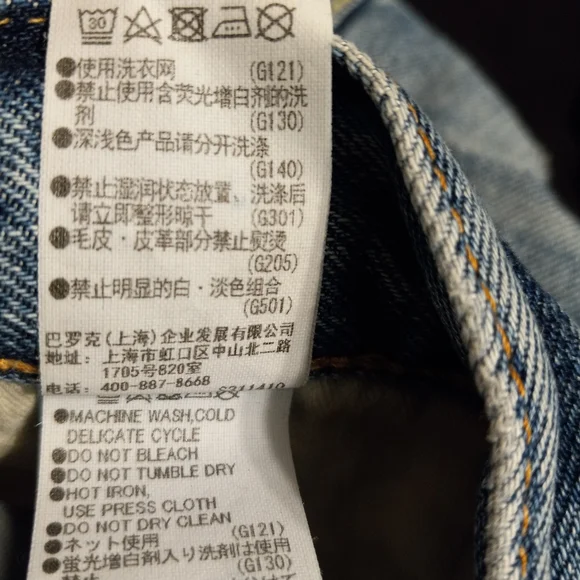 30
●使用洗衣网 (G121)
●禁止使用含荧光增白剂的洗
剂 (G130)
●深浅色产品请分开洗涤
(G140)
●禁止湿润状态放置、洗涤后
请立即整形晾干 (G301)
●毛皮・皮革部分禁止熨烫
(G205)
●禁止明显的白・淡色组合
(G501)
巴罗克(上海)企业发展有限公司
地址: 上海市虹口区中山北二路
1705号820室
电话: 400-887-8668
●MACHINE WASH,COLD
DELICATE CYCLE
●DO NOT BLEACH
●DO NOT TUMBLE DRY
●HOT IRON,
USE PRESS CLOTH
●DO NOT DRY CLEAN
●ネット使用 (G121)
●蛍光増白剤入り洗剤は使用
(G130)